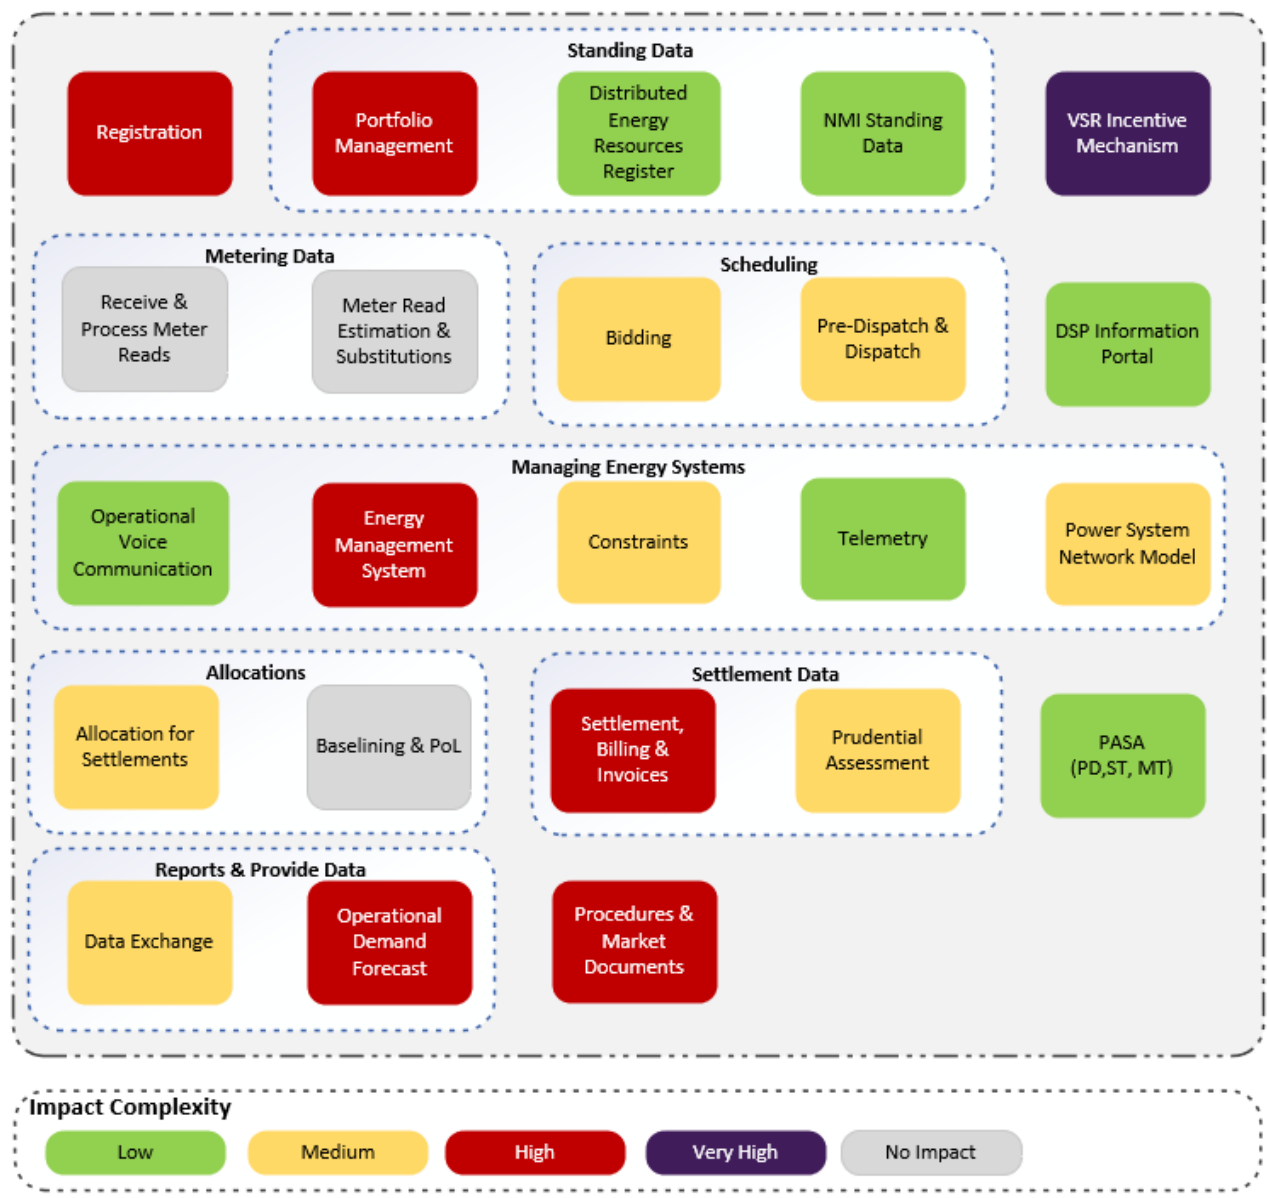 Standing Data
Registration
Portfolio
Management
Distributed
Energy
Resources
Register
NMI Standing
Data
VSR Incentive
Mechanism
Metering Data
Receive &
Process Meter
Reads
Meter Read
Estimation &
Substitutions
Scheduling
Bidding
Pre-Dispatch &
Dispatch
DSP Information
Portal
Managing Energy Systems
Operational
Voice
Communication
Energy
Management
System
Constraints
Telemetry
Power System
Network Model
Allocations
Allocation for
Settlements
Baselining & PoL
Settlement Data
Settlement,
Billing &
Invoices
Prudential
Assessment
PASA
(PD,ST, MT)
Reports & Provide Data
Data Exchange
Operational
Demand
Forecast
Procedures &
Market
Documents
Impact Complexity
Low
Medium
High
Very High
No Impact